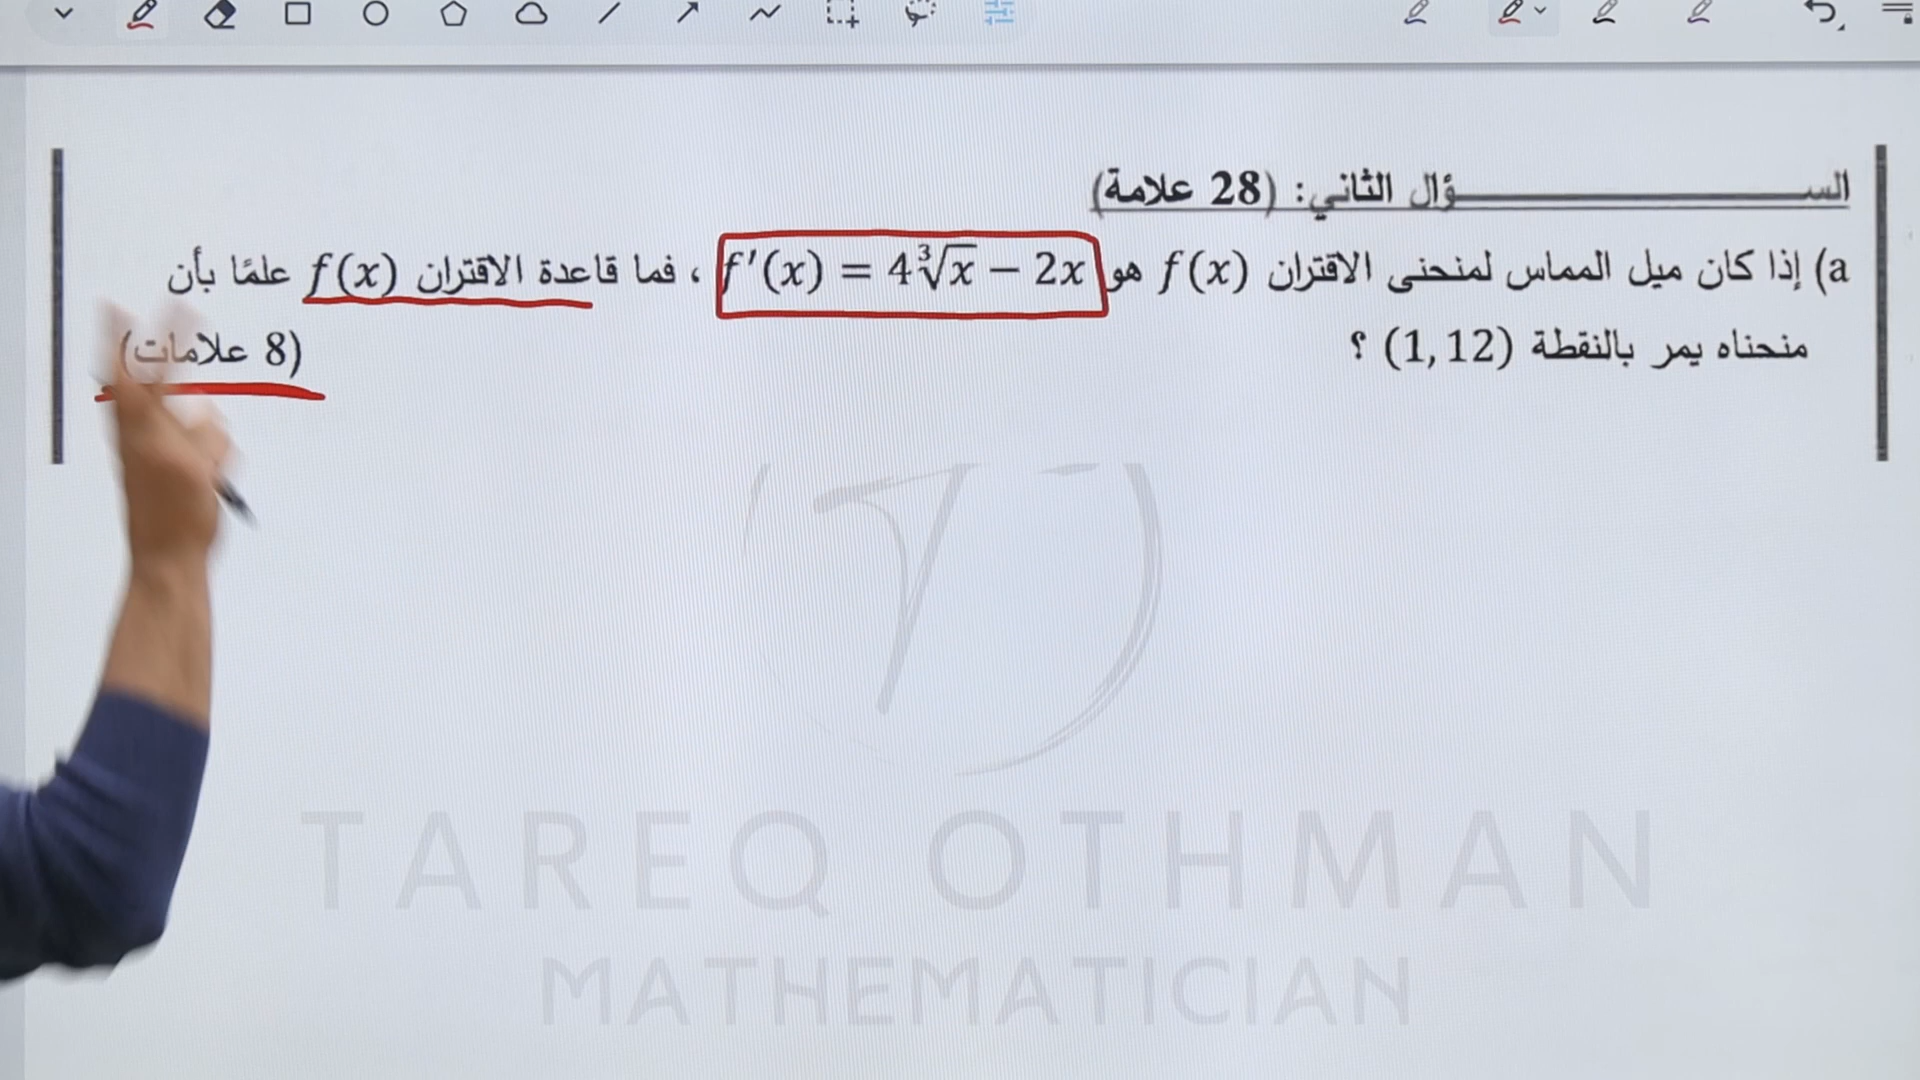 السـؤال الثاني: (28 علامة)
a) إذا كان ميل المماس لمنحنى الاقتران f(x) هو f′(x) = 4∛x − 2x ، فما قاعدة الاقتران f(x) علمًا بأن
منحناه يمر بالنقطة (1, 12) ؟ (8 علامات)
TAREQ OTHMAN
MATHEMATICIAN